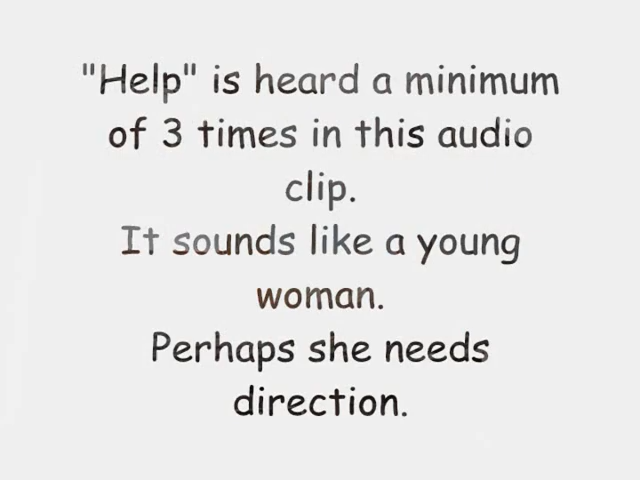 "Help" is heard a minimum
of 3 times in this audio
clip.
It sounds like a young
woman.
Perhaps she needs
direction.